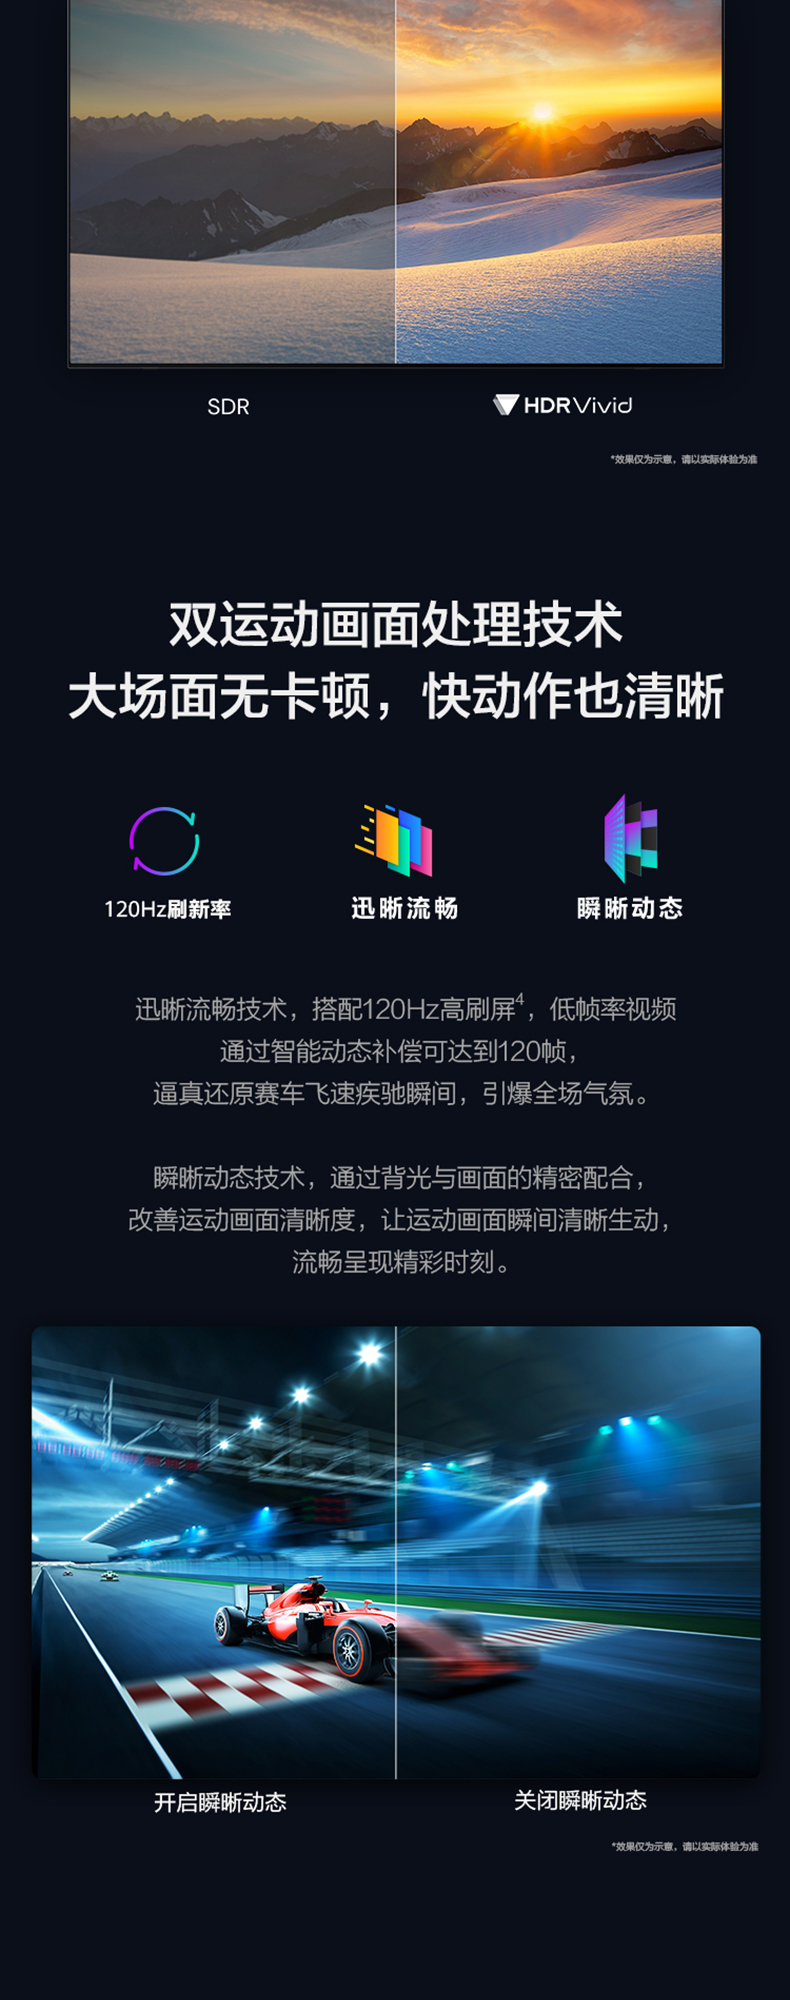 SDR
HDR Vivid
*效果仅为示意，请以实际体验为准
双运动画面处理技术
大场面无卡顿，快动作也清晰
120Hz刷新率
迅晰流畅
瞬晰动态
迅晰流畅技术，搭配120Hz高刷屏4，低帧率视频
通过智能动态补偿可达到120帧，
逼真还原赛车飞速疾驰瞬间，引爆全场气氛。
瞬晰动态技术，通过背光与画面的精密配合，
改善运动画面清晰度，让运动画面瞬间清晰生动，
流畅呈现精彩时刻。
开启瞬晰动态
关闭瞬晰动态
*效果仅为示意，请以实际体验为准